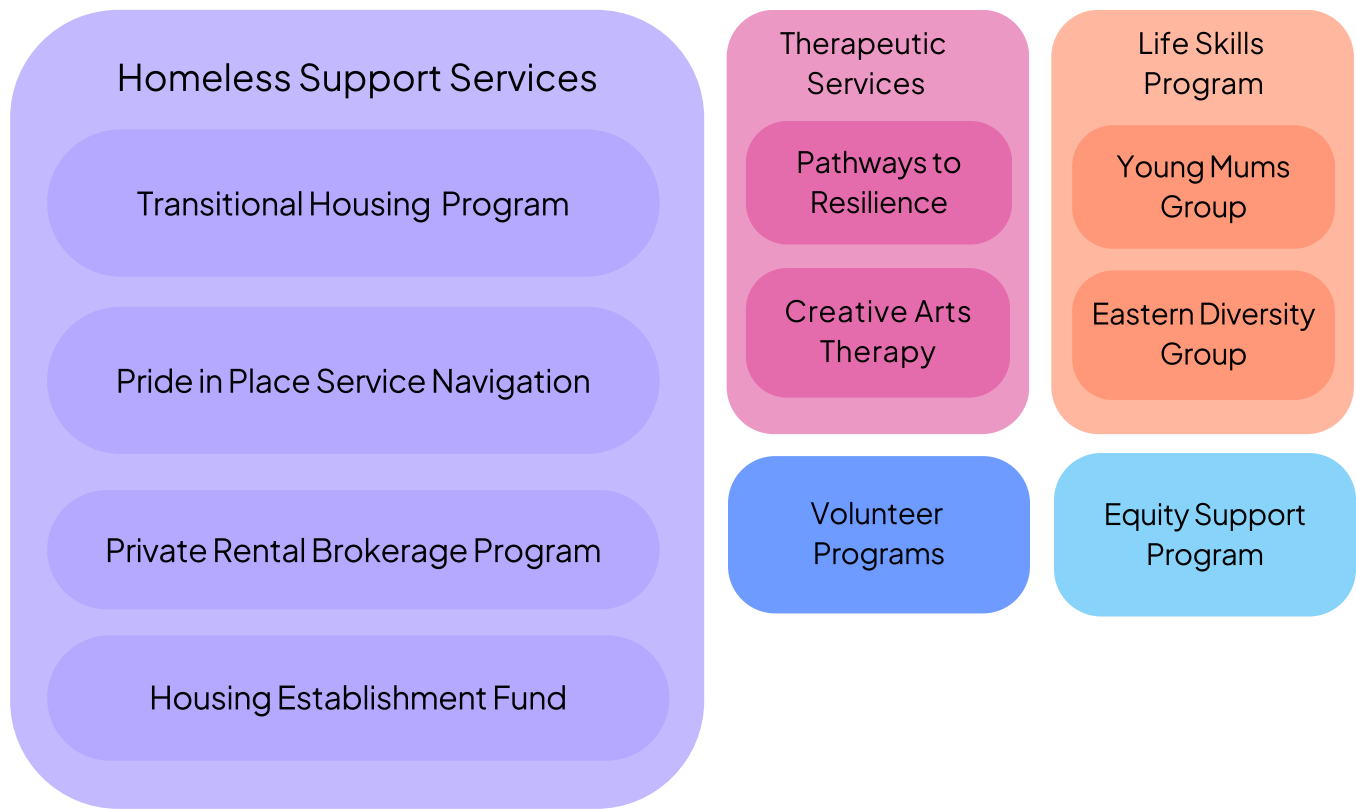 Homeless Support Services
Transitional Housing Program
Pride in Place Service Navigation
Private Rental Brokerage Program
Housing Establishment Fund
Therapeutic
Services
Pathways to
Resilience
Creative Arts
Therapy
Life Skills
Program
Young Mums
Group
Eastern Diversity
Group
Volunteer
Programs
Equity Support
Program